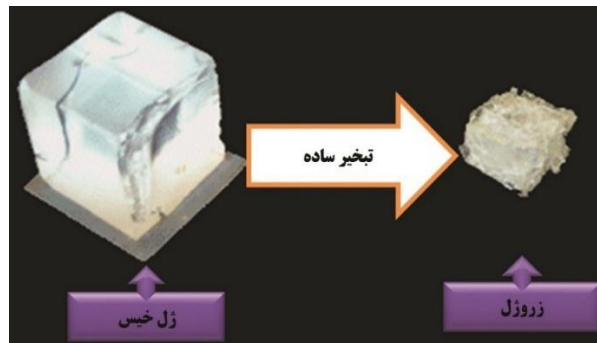 تبخیر ساده
ژل خیس
زروژل